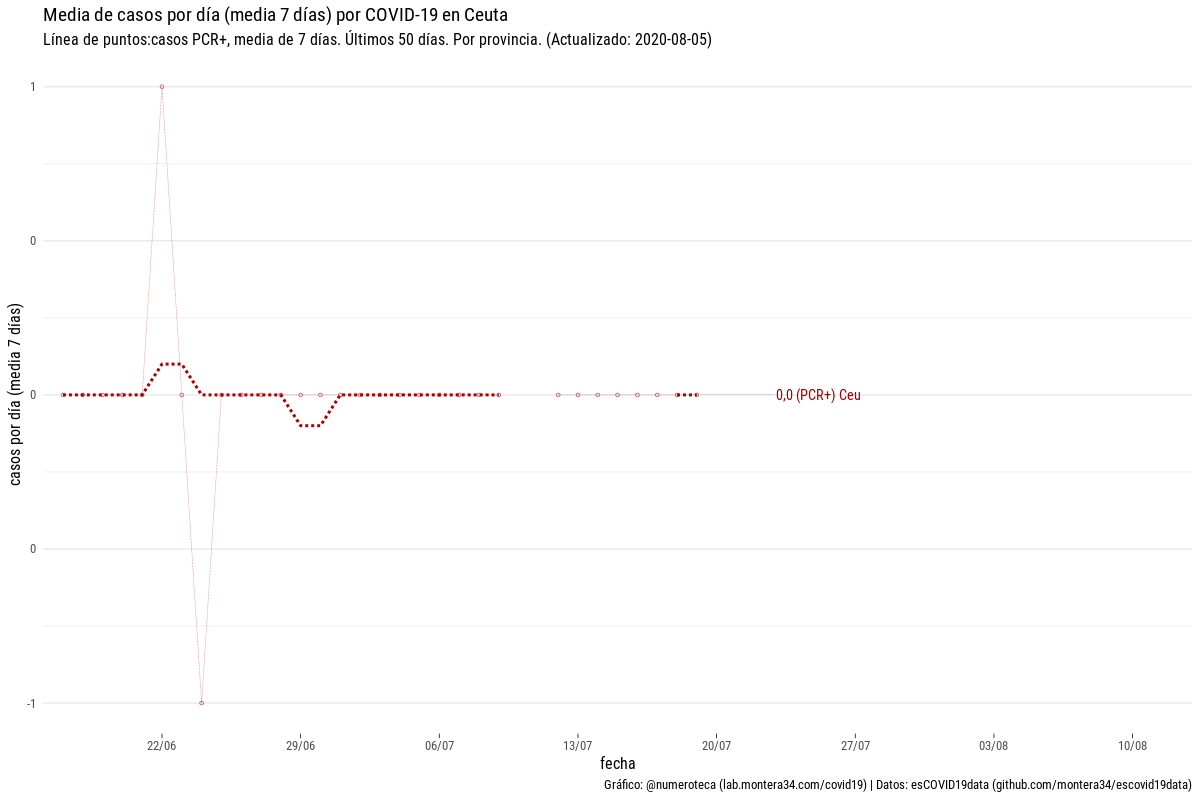 Media de casos por día (media 7 días) por COVID-19 en Ceuta
Línea de puntos:casos PCR+, media de 7 días. Últimos 50 días. Por provincia. (Actualizado: 2020-08-05)
casos por día (media 7 días)
1
0
0
0
-1
0,0 (PCR+) Ceu
22/06
29/06
06/07
13/07
20/07
27/07
03/08
10/08
fecha
Gráfico: @numeroteca (lab.montera34.com/covid19) | Datos: esCOVID19data (github.com/montera34/escovid19data)